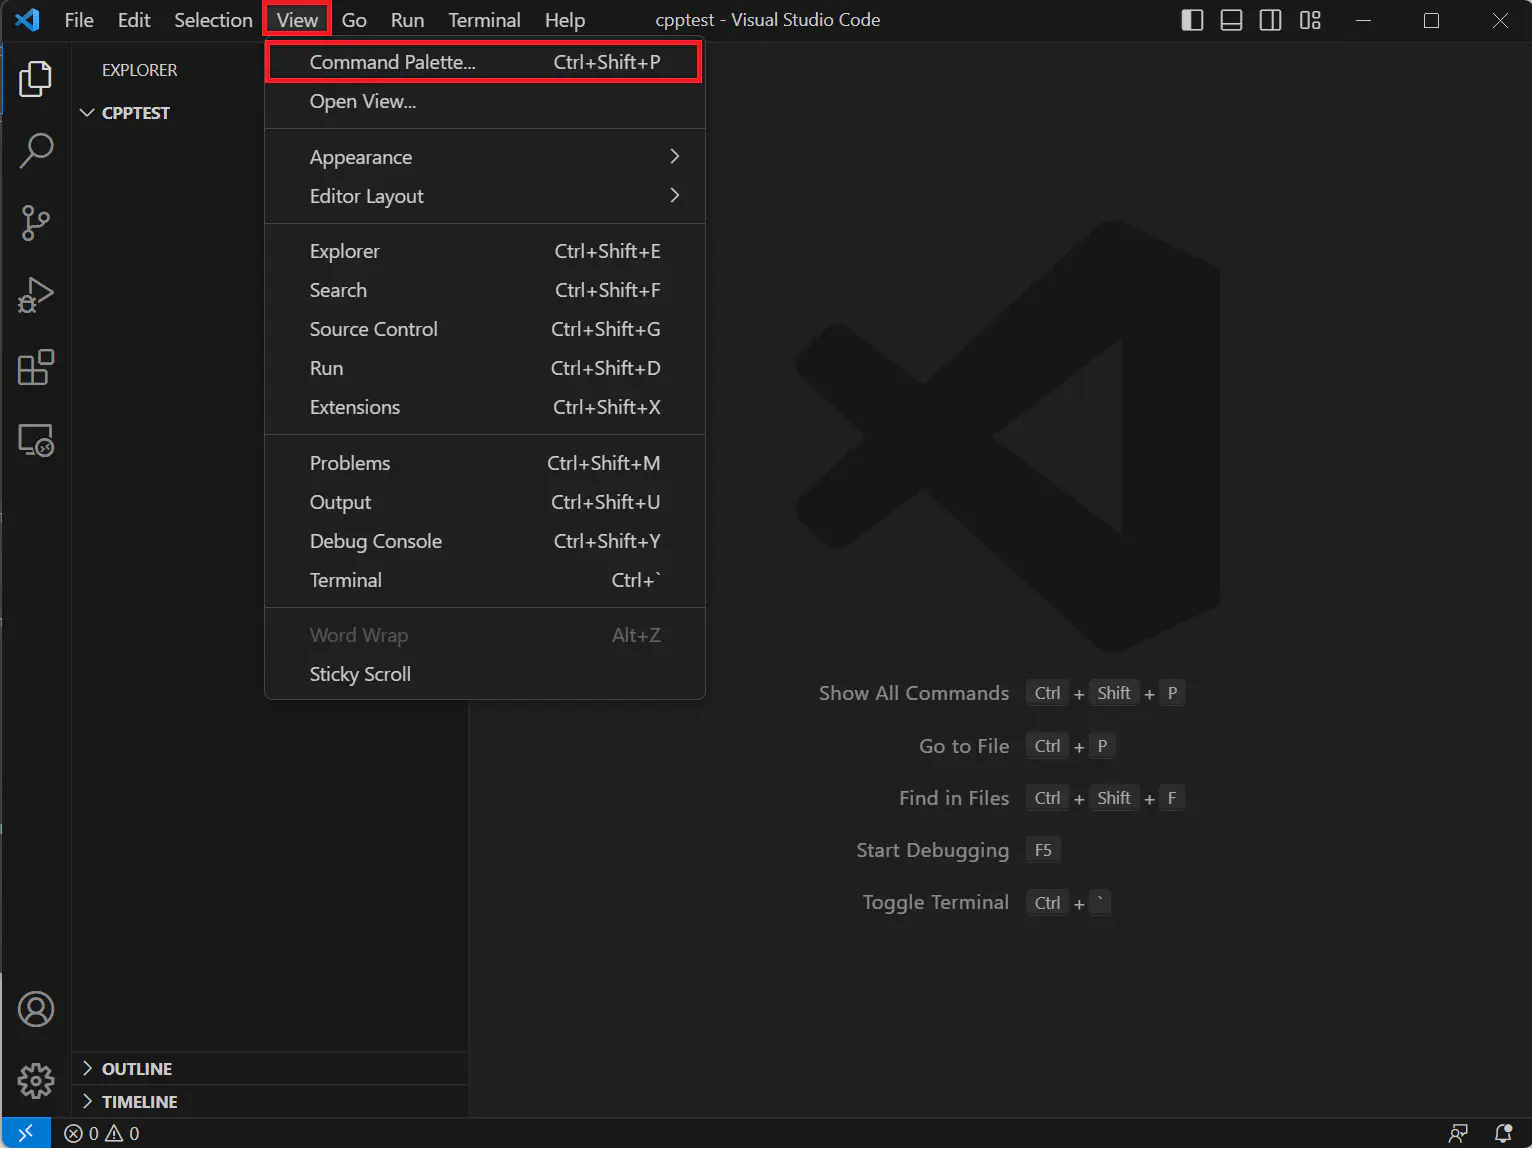 File Edit Selection View Go Run Terminal Help cpptest - Visual Studio Code
EXPLORER
CPPTEST
Command Palette... Ctrl+Shift+P
Open View...
Appearance
Editor Layout
Explorer Ctrl+Shift+E
Search Ctrl+Shift+F
Source Control Ctrl+Shift+G
Run Ctrl+Shift+D
Extensions Ctrl+Shift+X
Problems Ctrl+Shift+M
Output Ctrl+Shift+U
Debug Console Ctrl+Shift+Y
Terminal Ctrl+`
Word Wrap Alt+Z
Sticky Scroll
Show All Commands Ctrl + Shift + P
Go to File Ctrl + P
Find in Files Ctrl + Shift + F
Start Debugging F5
Toggle Terminal Ctrl + `
OUTLINE
TIMELINE
0 0